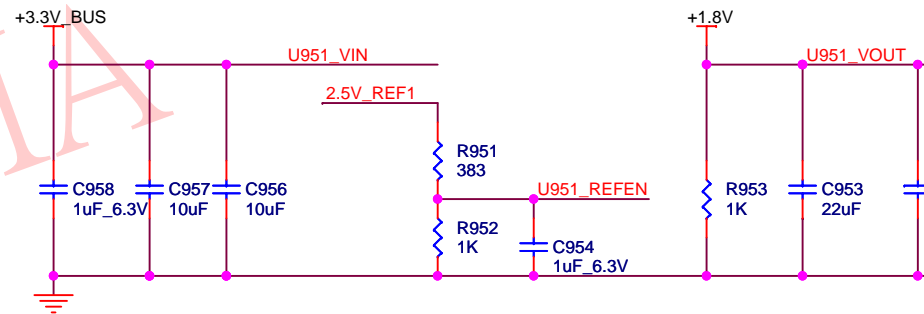 +3.3V_BUS
+1.8V
U951_VIN
U951_VOUT
2.5V_REF1
R951
383
U951_REFEN
C958
1uF_6.3V
C957
10uF
C956
10uF
R953
1K
C953
22uF
R952
1K
C954
1uF_6.3V
IA